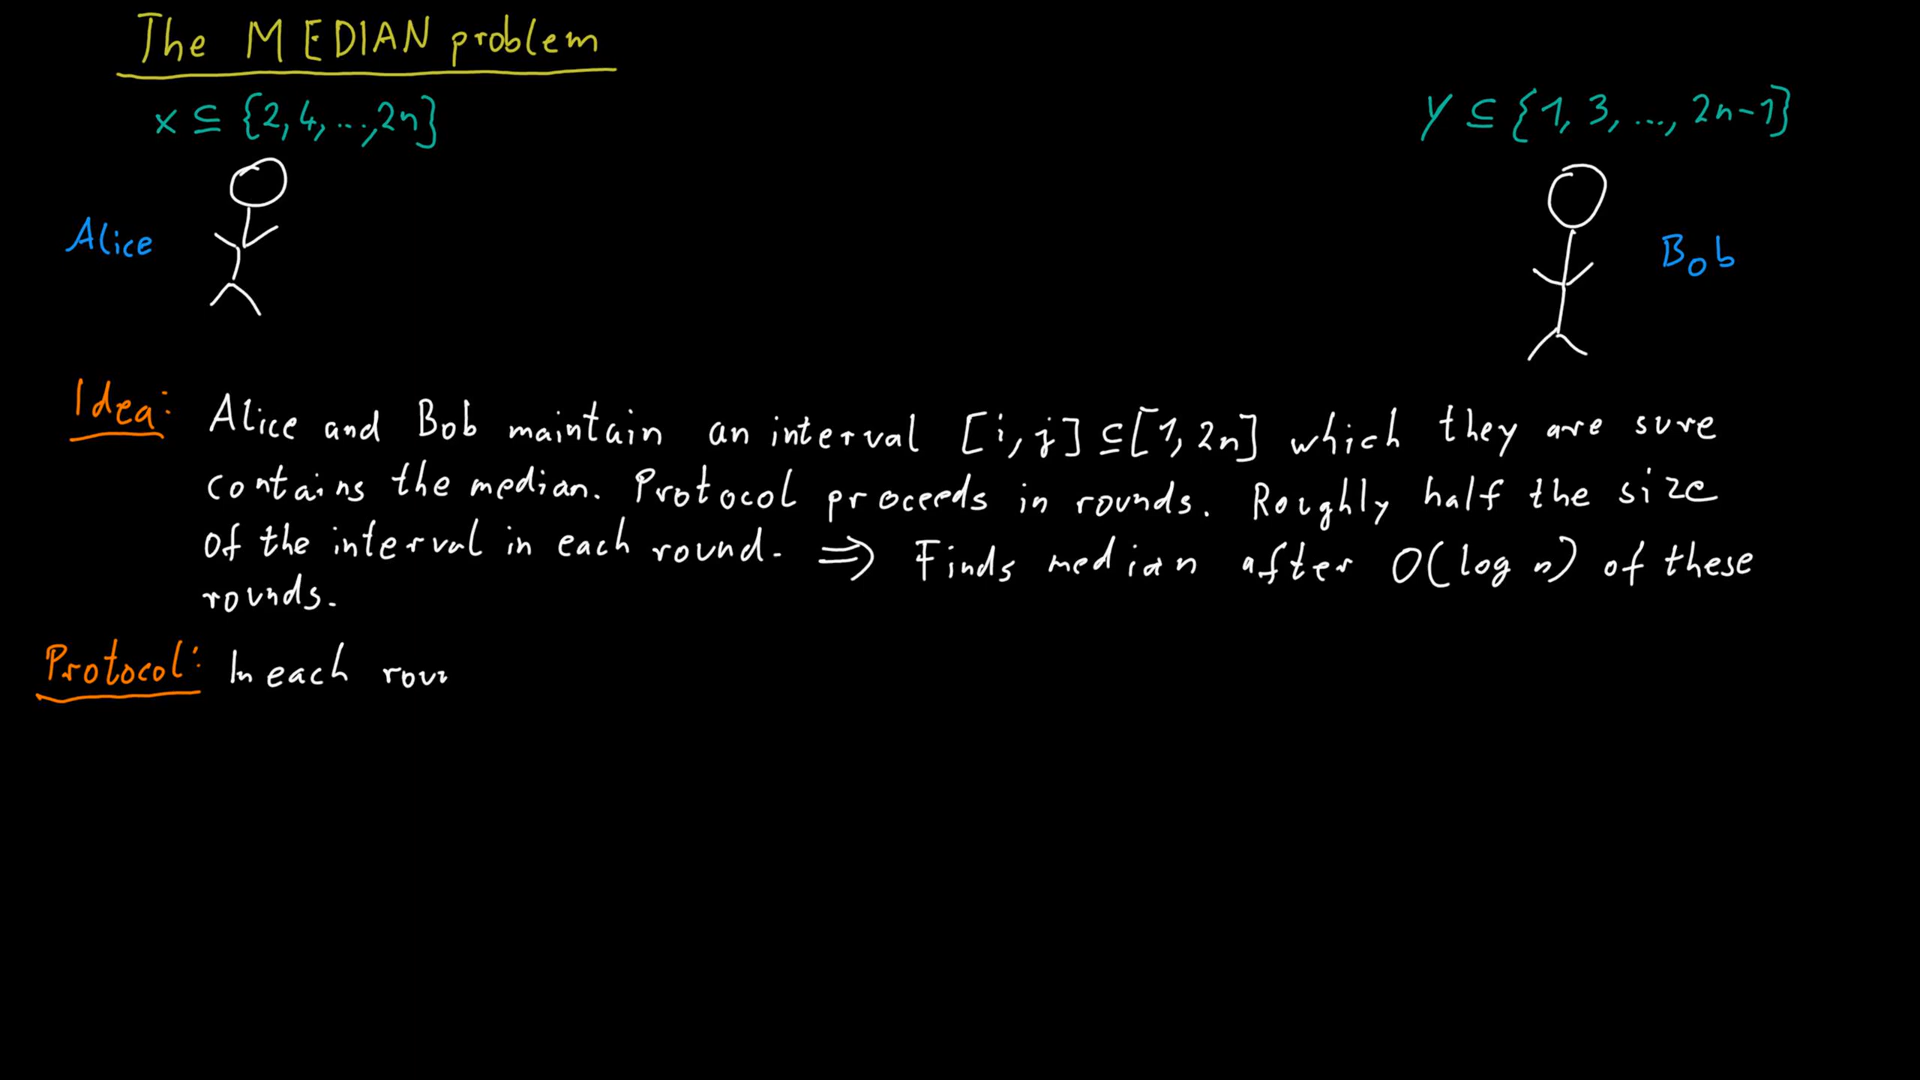 The MEDIAN problem
x ⊆ {2,4,...,2n}
y ⊆ {1, 3, ..., 2n-1}
Alice
Bob
Idea: Alice and Bob maintain an interval [i,j]⊆[1,2n] which they are sure
contains the median. Protocol proceeds in rounds. Roughly half the size
of the interval in each round. ⇒ Finds median after O(log n) of these
rounds.
Protocol: In each roun